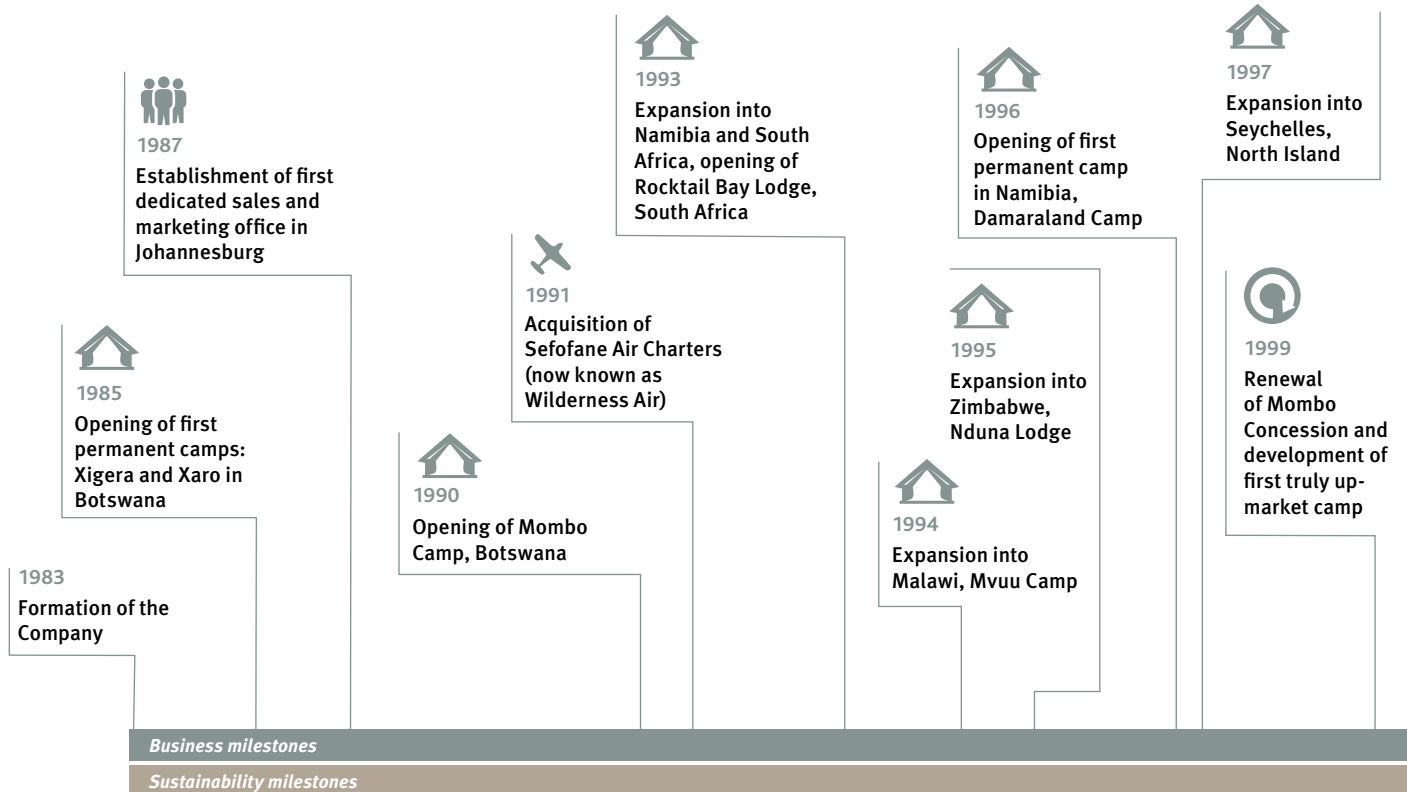 1983
Formation of the
Company
1985
Opening of first
permanent camps:
Xigera and Xaro in
Botswana
1987
Establishment of first
dedicated sales and
marketing office in
Johannesburg
1990
Opening of Mombo
Camp, Botswana
1991
Acquisition of
Sefofane Air Charters
(now known as
Wilderness Air)
1993
Expansion into
Namibia and South
Africa, opening of
Rocktail Bay Lodge,
South Africa
1994
Expansion into
Malawi, Mvuu Camp
1995
Expansion into
Zimbabwe,
Nduna Lodge
1996
Opening of first
permanent camp
in Namibia,
Damaraland Camp
1997
Expansion into
Seychelles,
North Island
1999
Renewal
of Mombo
Concession and
development of
first truly up-
market camp
Business milestones
Sustainability milestones